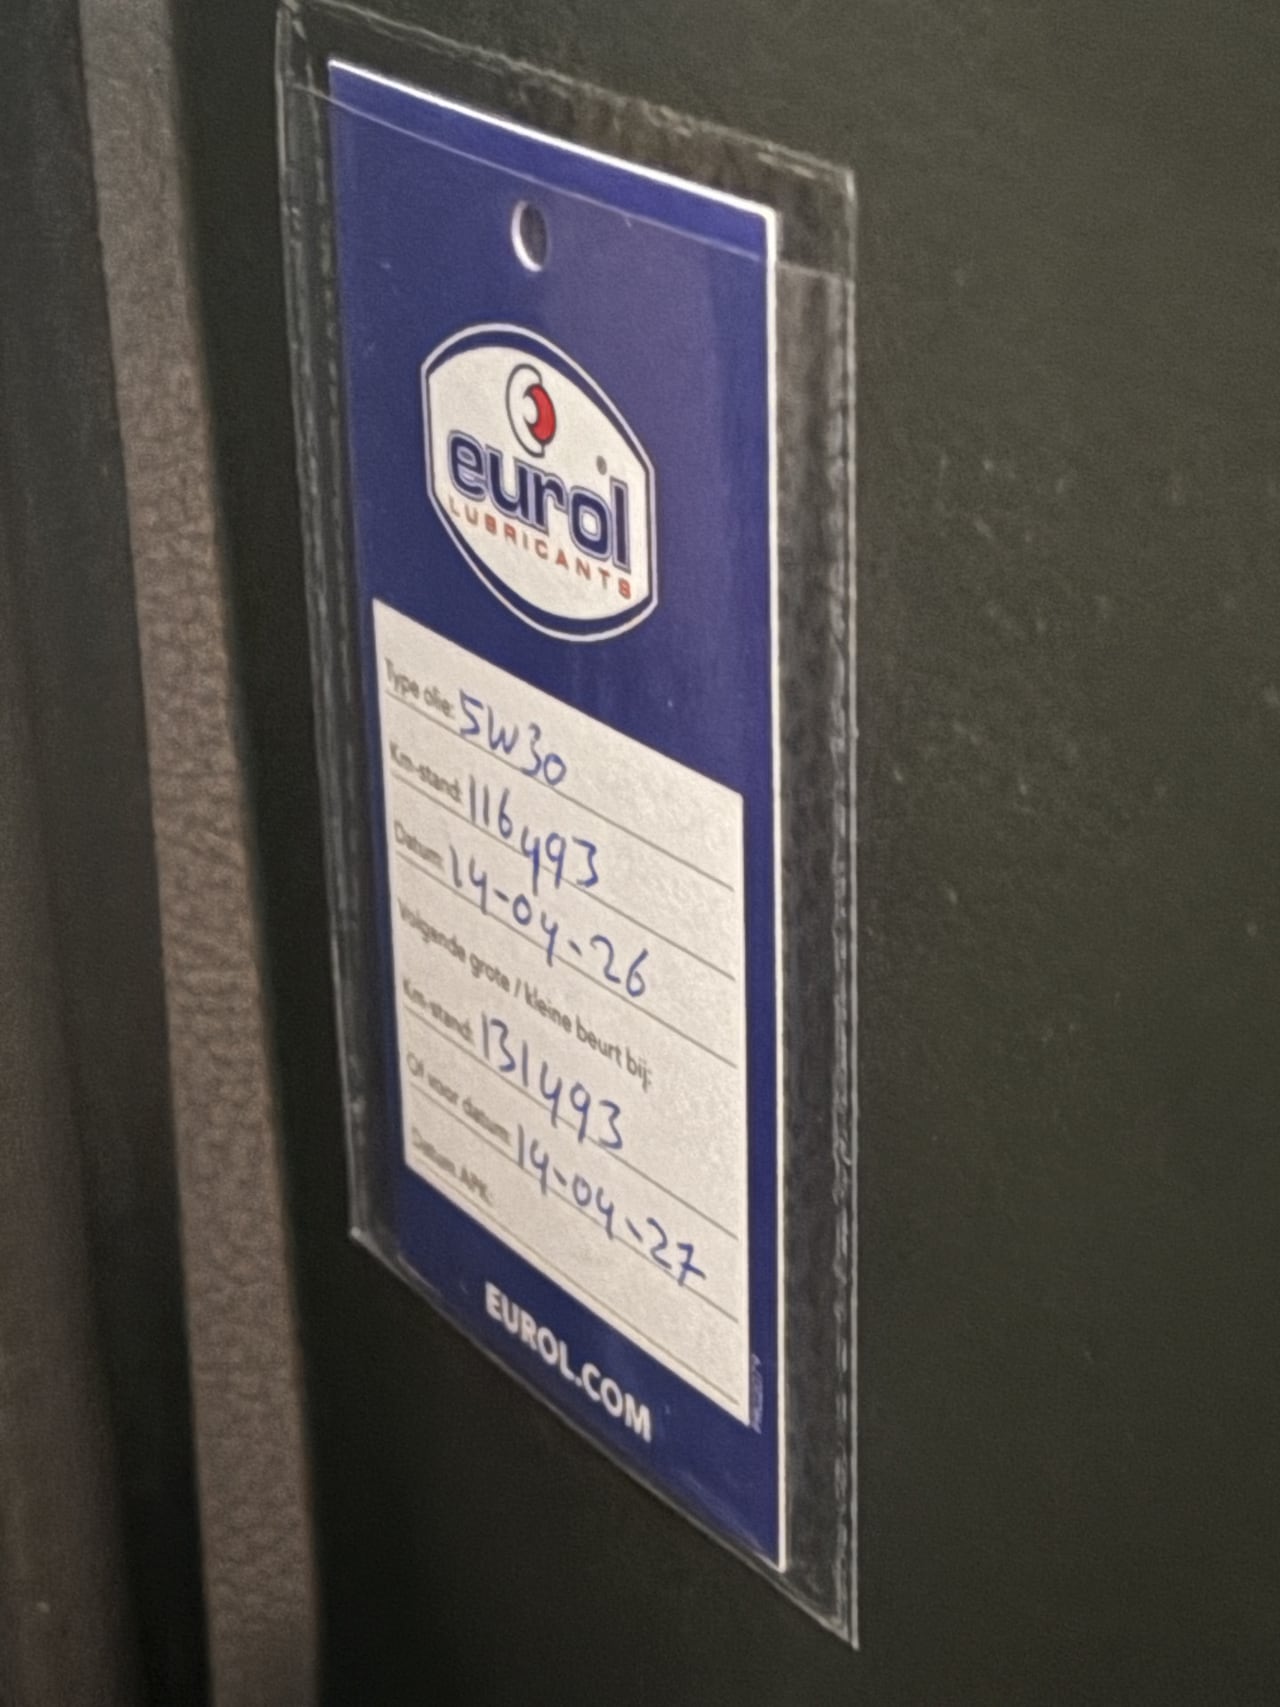 eurol
LUBRICANTS
Type olie: 5W30
Km-stand: 116493
Datum: 14-04-26
Volgende grote / kleine beurt bij:
Km-stand: 131493
Of voor datum: 14-04-27
Datum APK:
EUROL.COM